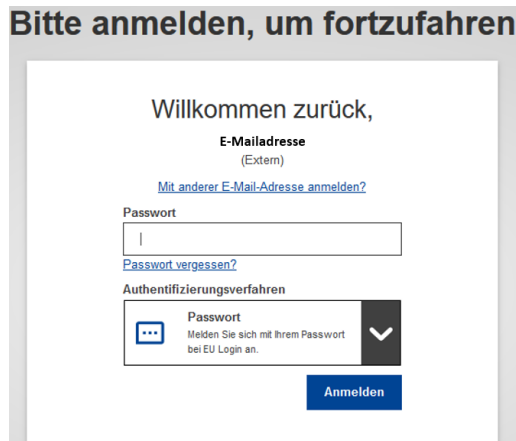 Bitte anmelden, um fortzufahren
Willkommen zurück,
E-Mailadresse
(Extern)
Mit anderer E-Mail-Adresse anmelden?
Passwort
Passwort vergessen?
Authentifizierungsverfahren
Passwort
Melden Sie sich mit Ihrem Passwort
bei EU Login an.
Anmelden